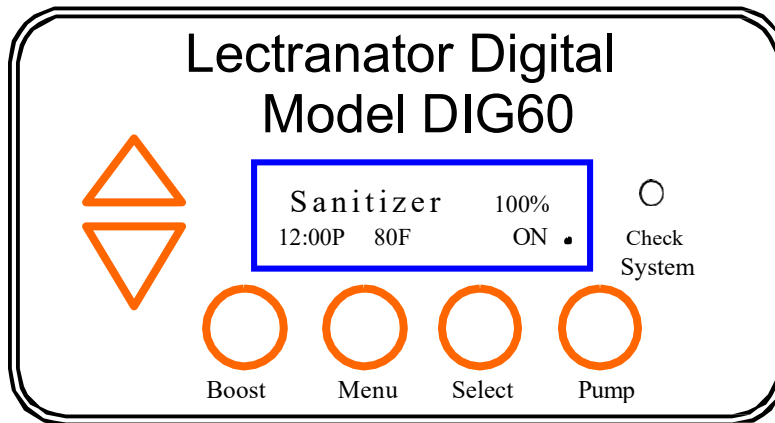 Lectranator Digital
Model DIG60
Sanitizer 100%
12:00P 80F ON .
Check
System
Boost Menu Select Pump